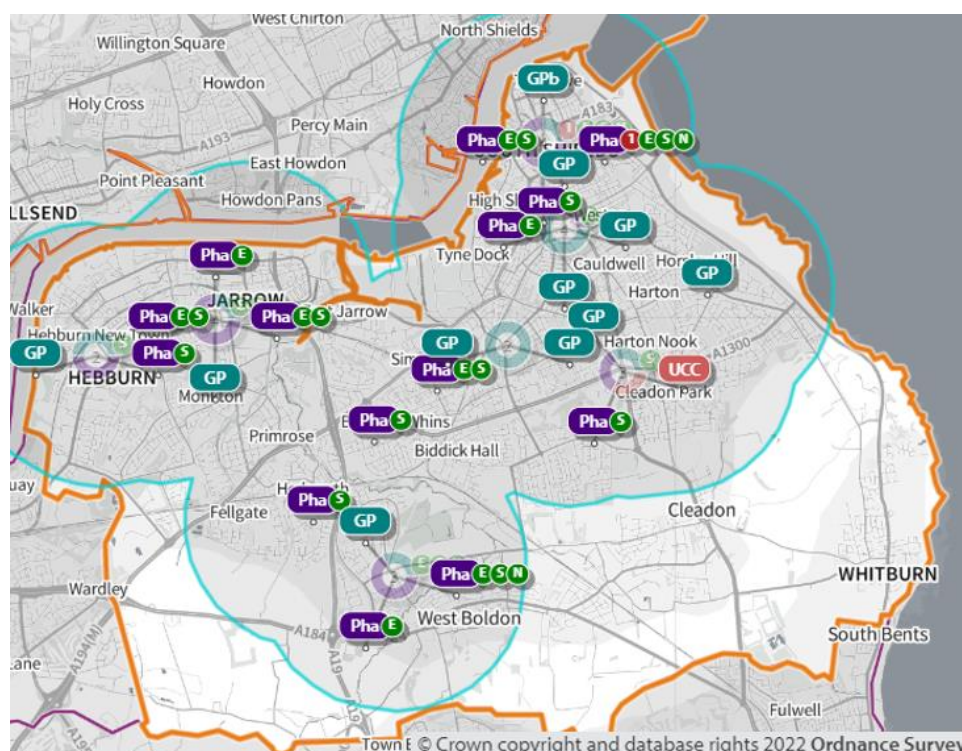 West Chirton
North Shields
Willington Square
Howdon
Holy Cross
GPb
A183
A193
Percy Main
Pha E S
Pha 1 E S N
East Howdon
GP
Point Pleasant
Howdon Pans
Pha S
LLSEND
Pha E
GP
Tyne Dock
Pha E
Cauldwell
GP
JARROW
GP
Harton
Walker
Pha E S
Pha E S
Jarrow
GP
Hebburn New Town
Harton Nook
GP
Pha S
GP
GP
A1300
HEBBURN
Pha E S
S
UCC
GP
Monkton
Cleadon Park
Pha S
Whins
Pha S
Primrose
Biddick Hall
Pha S
Fellgate
GP
Cleadon
Pha E S N
WHITBURN
Wardley
Pha E
West Boldon
A184
South Bents
Lane
A194(M)
A19
Fulwell
© Crown copyright and database rights 2022 Ordnance Survey